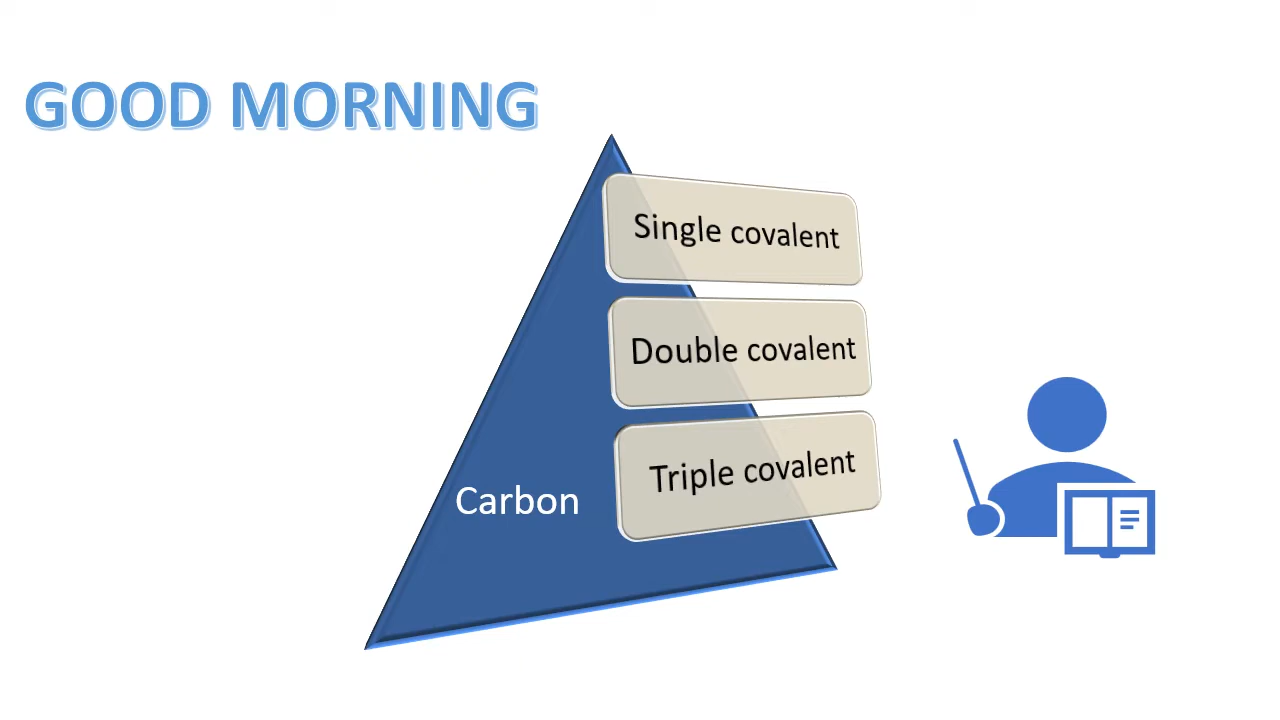 GOOD MORNING
Single covalent
Double covalent
Triple covalent
Carbon